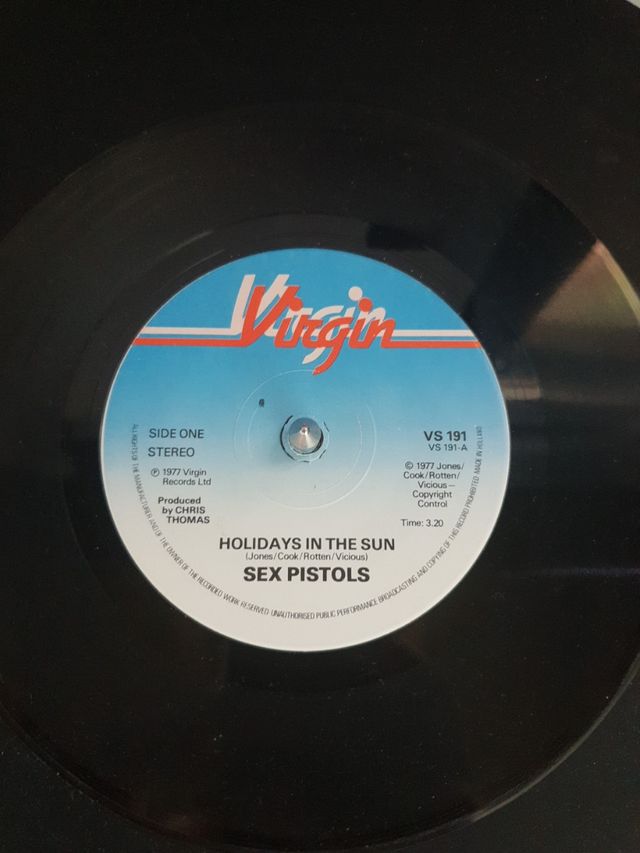 Virgin
SIDE ONE
STEREO
℗ 1977 Virgin
Records Ltd
Produced
by CHRIS
THOMAS
VS 191
VS 191-A
© 1977 Jones/
Cook/Rotten/
Vicious—
Copyright
Control
Time: 3.20
HOLIDAYS IN THE SUN
(Jones/Cook/Rotten/Vicious)
SEX PISTOLS
ALL RIGHTS OF THE MANUFACTURER AND OF THE OWNER OF THE RECORDED WORK RESERVED · UNAUTHORISED PUBLIC PERFORMANCE BROADCASTING AND COPYING OF THIS RECORD PROHIBITED · MADE IN HOLLAND